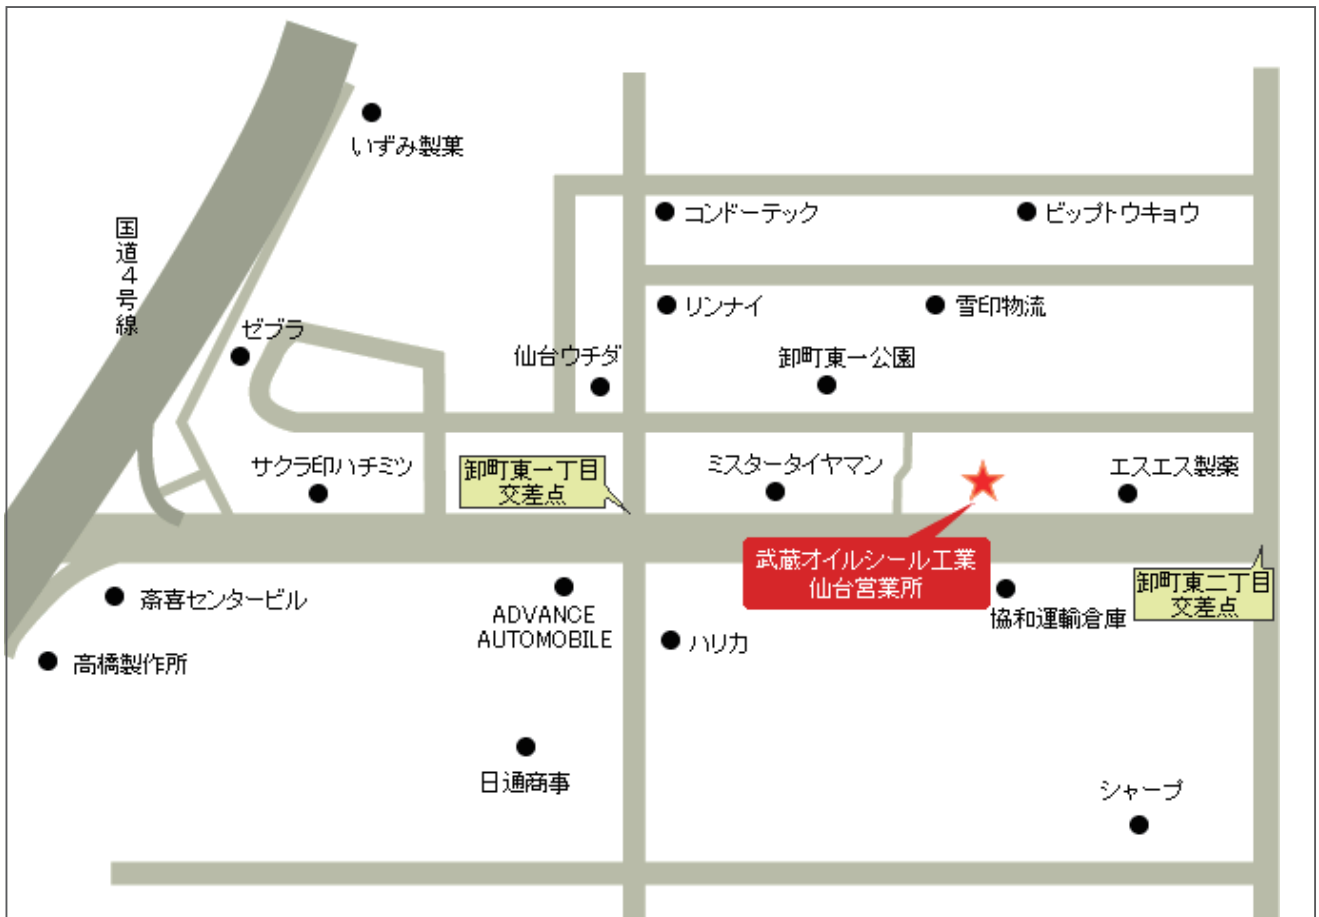 いずみ製菓
国道4号線
コンドーテック
ビップトウキョウ
リンナイ
雪印物流
ゼブラ
仙台ウチダ
卸町東一公園
サクラ印ハチミツ
卸町東一丁目
交差点
ミスタータイヤマン
エスエス製薬
武蔵オイルシール工業
仙台営業所
卸町東二丁目
交差点
斎喜センタービル
ADVANCE
AUTOMOBILE
協和運輸倉庫
ハリカ
高橋製作所
日通商事
シャープ